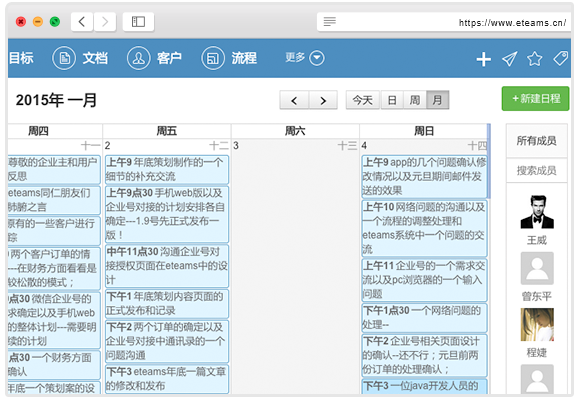 https://www.eteams.cn/
目标 文档 客户 流程 更多
2015年 一月
今天 日 周 月
+新建日程
周四 周五 周六 周日
十一 2 十二 3 十三 4 十四
尊敬的企业主和用户
反思
eteams同仁朋友们
肺腑之言
原有的一些客户进行
踪
两个客户订单的情
---在财务方面看看是
较松散的模式；
点30 微信企业号的
求确定以及手机web
的整体计划---需要明
续的计划
点30 一个财务方面
确认
年底一个策划案的设
上午9 年底策划制作的一个
细节的补充交流
上午9点30 手机web版以及
企业号对接的计划安排各自
确定---1.9号先正式发布一
版！
中午11点30 沟通企业号对
接授权页面在eteams中的设
计
下午1 年底策划内容页面的
正式发布和记录
下午2 两个订单的确定以及
企业号对接中通讯录的一个
问题沟通
下午3 eteams年底一篇文章
的修改和发布
上午9 app的几个问题确认修
改情况以及元旦期间邮件发
送的效果
上午10 网络问题的沟通以及
一个流程的调整处理和
eteams系统中一个问题的交
流
上午11 企业号的一个需求交
流以及pc浏览器的一个输入
问题
下午1点30 一个网络问题的
处理--
下午2 企业号相关页面设计
的确认--还不行；元旦前两
份订单的处理确认；
下午3 一位java开发人员的
所有成员
搜索成员
王威
曾东平
程婕